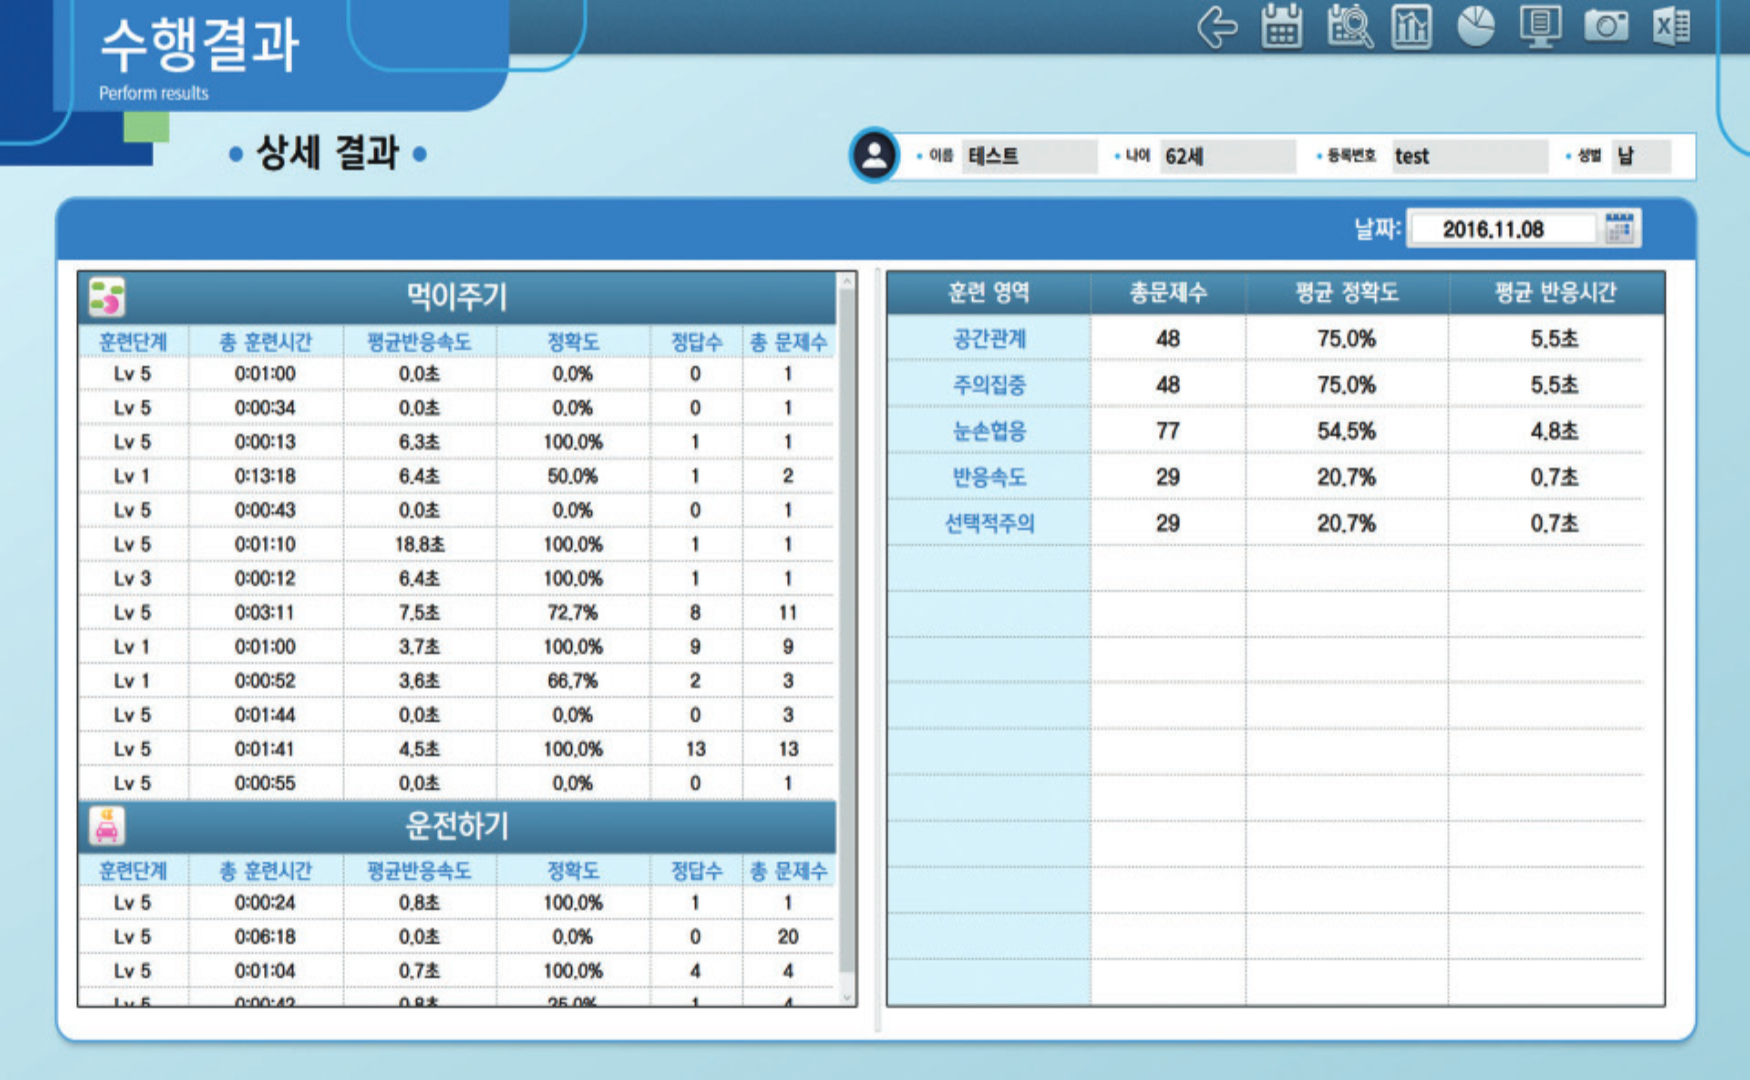 수행결과
Perform results
• 상세 결과 •
• 이름 테스트 • 나이 62세 • 등록번호 test • 성별 남
날짜: 2016.11.08
먹이주기
훈련단계 총 훈련시간 평균반응속도 정확도 정답수 총 문제수
Lv 5 0:01:00 0.0초 0.0% 0 1
Lv 5 0:00:34 0.0초 0.0% 0 1
Lv 5 0:00:13 6.3초 100.0% 1 1
Lv 1 0:13:18 6.4초 50.0% 1 2
Lv 5 0:00:43 0.0초 0.0% 0 1
Lv 5 0:01:10 18.8초 100.0% 1 1
Lv 3 0:00:12 6.4초 100.0% 1 1
Lv 5 0:03:11 7.5초 72.7% 8 11
Lv 1 0:01:00 3.7초 100.0% 9 9
Lv 1 0:00:52 3.6초 66.7% 2 3
Lv 5 0:01:44 0.0초 0.0% 0 3
Lv 5 0:01:41 4.5초 100.0% 13 13
Lv 5 0:00:55 0.0초 0.0% 0 1
운전하기
훈련단계 총 훈련시간 평균반응속도 정확도 정답수 총 문제수
Lv 5 0:00:24 0.8초 100.0% 1 1
Lv 5 0:06:18 0.0초 0.0% 0 20
Lv 5 0:01:04 0.7초 100.0% 4 4
Lv 5 0:00:42 0.8초 25.0% 1 4
훈련 영역 총문제수 평균 정확도 평균 반응시간
공간관계 48 75.0% 5.5초
주의집중 48 75.0% 5.5초
눈손협응 77 54.5% 4.8초
반응속도 29 20.7% 0.7초
선택적주의 29 20.7% 0.7초